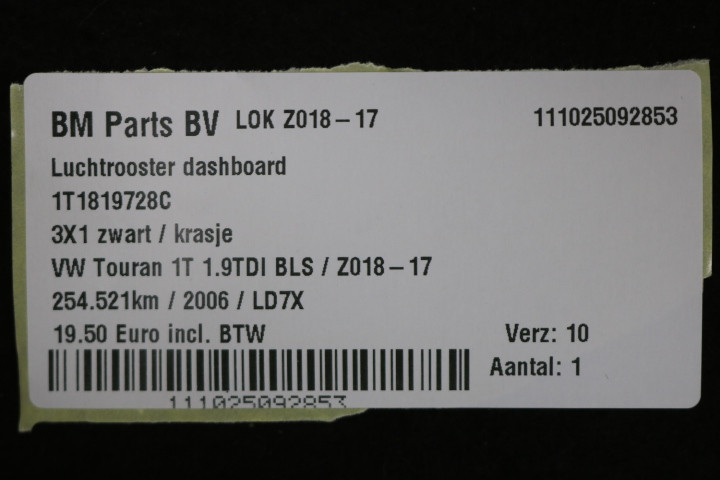 BM Parts BV LOK Z018-17 111025092853
Luchtrooster dashboard
1T1819728C
3X1 zwart / krasje
VW Touran 1T 1.9TDI BLS / Z018-17
254.521km / 2006 / LD7X
19.50 Euro incl. BTW Verz: 10
Aantal: 1
111025092853